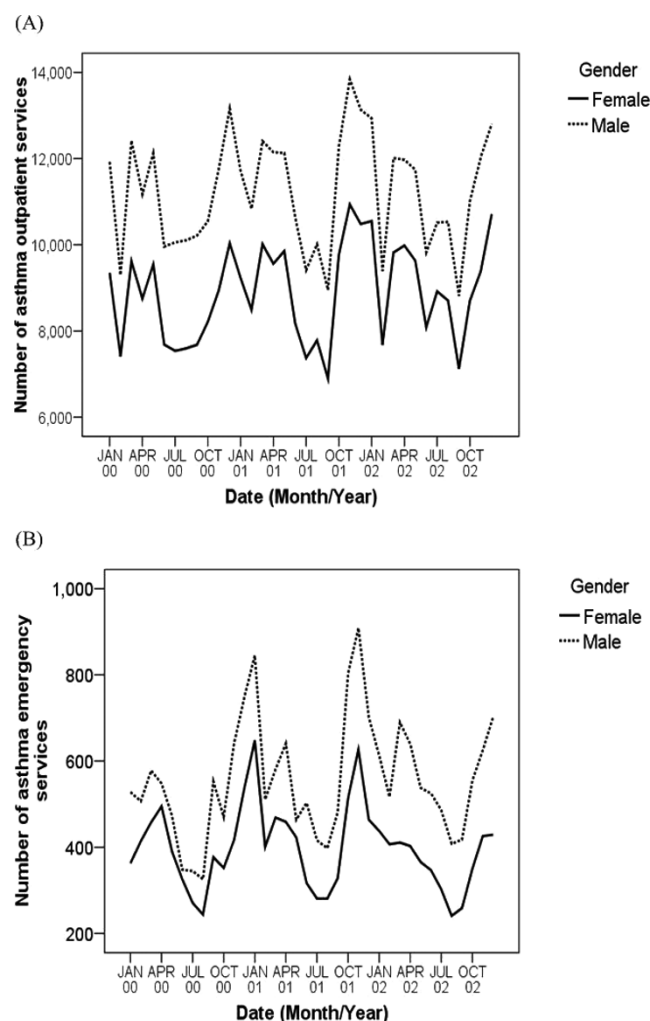 (A)
Number of asthma outpatient services
14,000
12,000
10,000
8,000
6,000
JAN APR JUL OCT JAN APR JUL OCT JAN APR JUL OCT
00 00 00 00 01 01 01 01 02 02 02 02
Date (Month/Year)
Gender
Female
Male
(B)
Number of asthma emergency
services
1,000
800
600
400
200
JAN APR JUL OCT JAN APR JUL OCT JAN APR JUL OCT
00 00 00 00 01 01 01 01 02 02 02 02
Date (Month/Year)
Gender
Female
Male